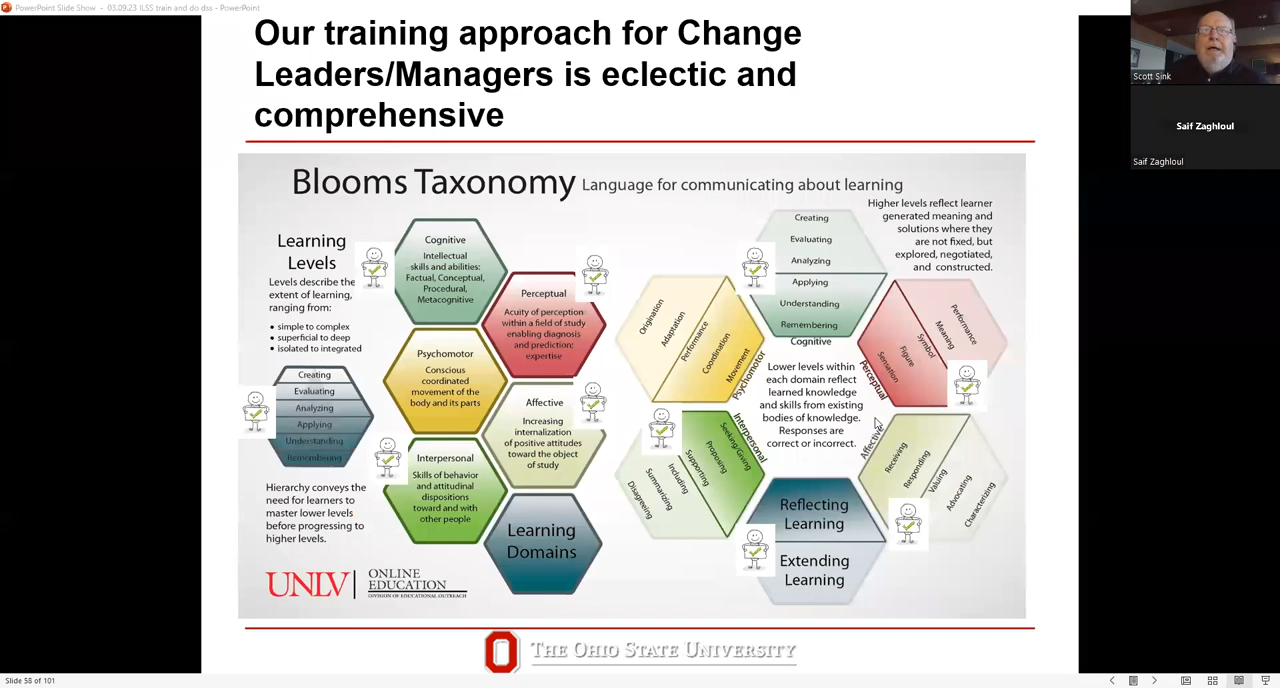 PowerPoint Slide Show - 03.09.23 ILSS train and do dss - PowerPoint
Our training approach for Change
Leaders/Managers is eclectic and
comprehensive
Scott Sink
Saif Zaghloul
Saif Zaghloul
Blooms Taxonomy Language for communicating about learning
Learning
Levels
Levels describe the
extent of learning,
ranging from:
• simple to complex
• superficial to deep
• isolated to integrated
Creating
Evaluating
Analyzing
Applying
Understanding
Remembering
Hierarchy conveys the
need for learners to
master lower levels
before progressing to
higher levels.
UNLV
ONLINE
EDUCATION
DIVISION OF EDUCATIONAL OUTREACH
Cognitive
Intellectual
skills and abilities:
Factual, Conceptual,
Procedural,
Metacognitive
Perceptual
Acuity of perception
within a field of study
enabling diagnosis
and prediction;
expertise
Psychomotor
Conscious
coordinated
movement of the
body and its parts
Affective
Increasing
internalization
of positive attitudes
toward the object
of study
Interpersonal
Skills of behavior
and attitudinal
dispositions
toward and with
other people
Learning
Domains
Creating
Evaluating
Analyzing
Applying
Understanding
Remembering
Cognitive
Higher levels reflect learner
generated meaning and
solutions where they
are not fixed, but
explored, negotiated,
and constructed.
Origination
Adaptation
Performance
Coordination
Movement
Psychomotor
Performance
Meaning
Symbol
Figure
Sensation
Perceptual
Lower levels within
each domain reflect
learned knowledge
and skills from existing
bodies of knowledge.
Responses are
correct or incorrect.
Interpersonal
Seeking/Giving
Proposing
Supporting
Including
Summarizing
Disagreeing
Affective
Receiving
Responding
Valuing
Advocating
Characterizing
Reflecting
Learning
Extending
Learning
THE OHIO STATE UNIVERSITY
Slide 58 of 101